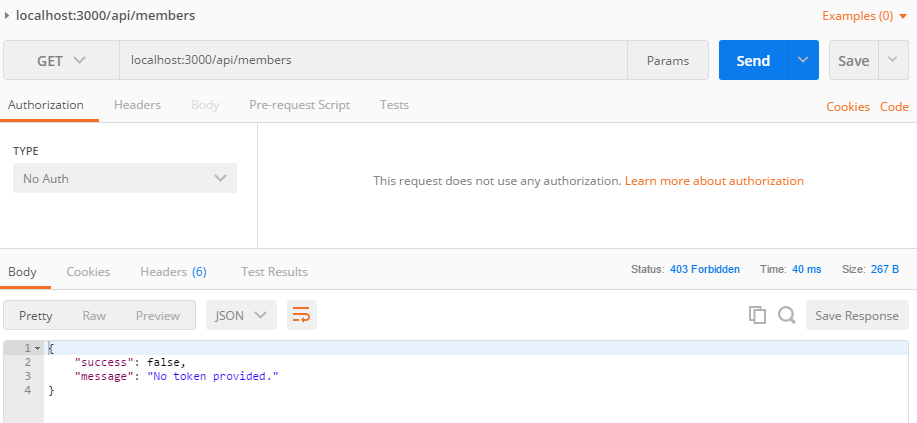 localhost:3000/api/members Examples (0)
GET localhost:3000/api/members Params Send Save
Authorization Headers Body Pre-request Script Tests Cookies Code
TYPE
No Auth
This request does not use any authorization. Learn more about authorization
Body Cookies Headers (6) Test Results Status: 403 Forbidden Time: 40 ms Size: 267 B
Pretty Raw Preview JSON Save Response
1 {
2 "success": false,
3 "message": "No token provided."
4 }